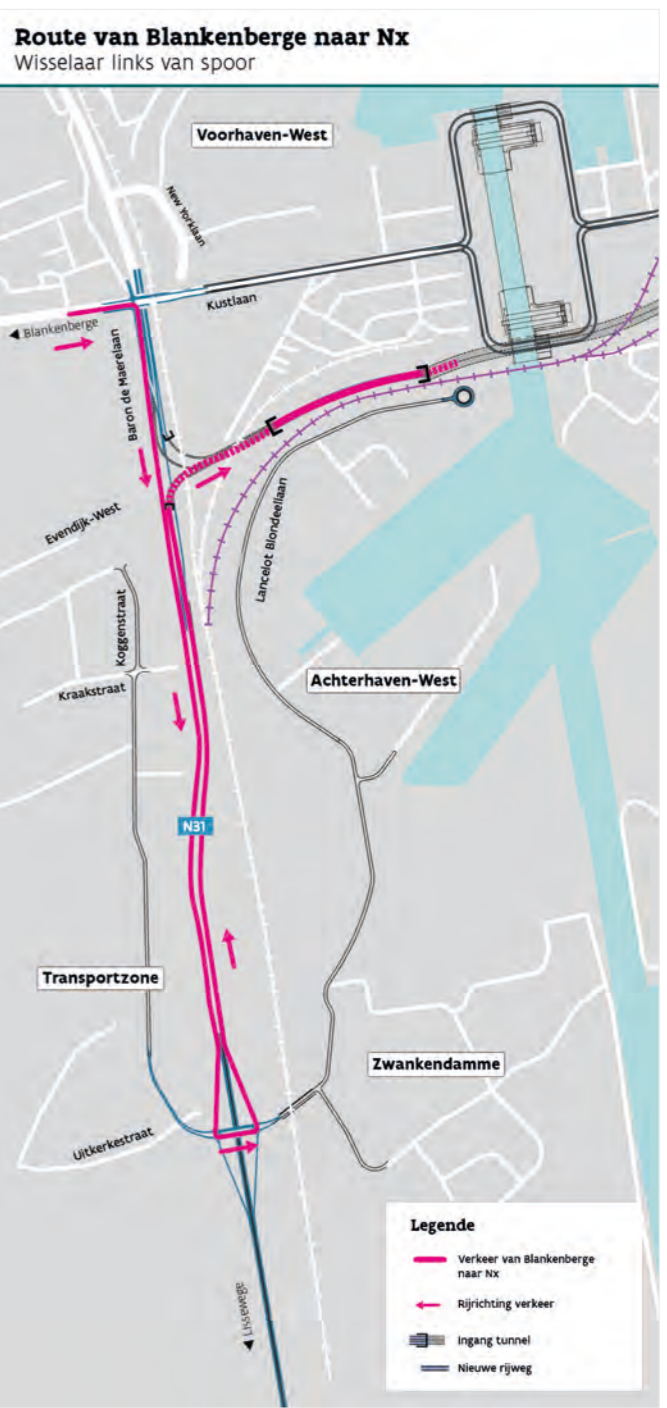 Route van Blankenberge naar Nx
Wisselaar links van spoor
Voorhaven-West
New Yorklaan
Kustlaan
Blankenberge
Baron de Maerelaan
Evendijk-West
Lancelot Blondeellaan
Koggenstraat
Kraakstraat
Achterhaven-West
N31
Transportzone
Zwankendamme
Uitkerkestraat
Lissewege
Legende
Verkeer van Blankenberge
naar Nx
Rijrichting verkeer
Ingang tunnel
Nieuwe rijweg